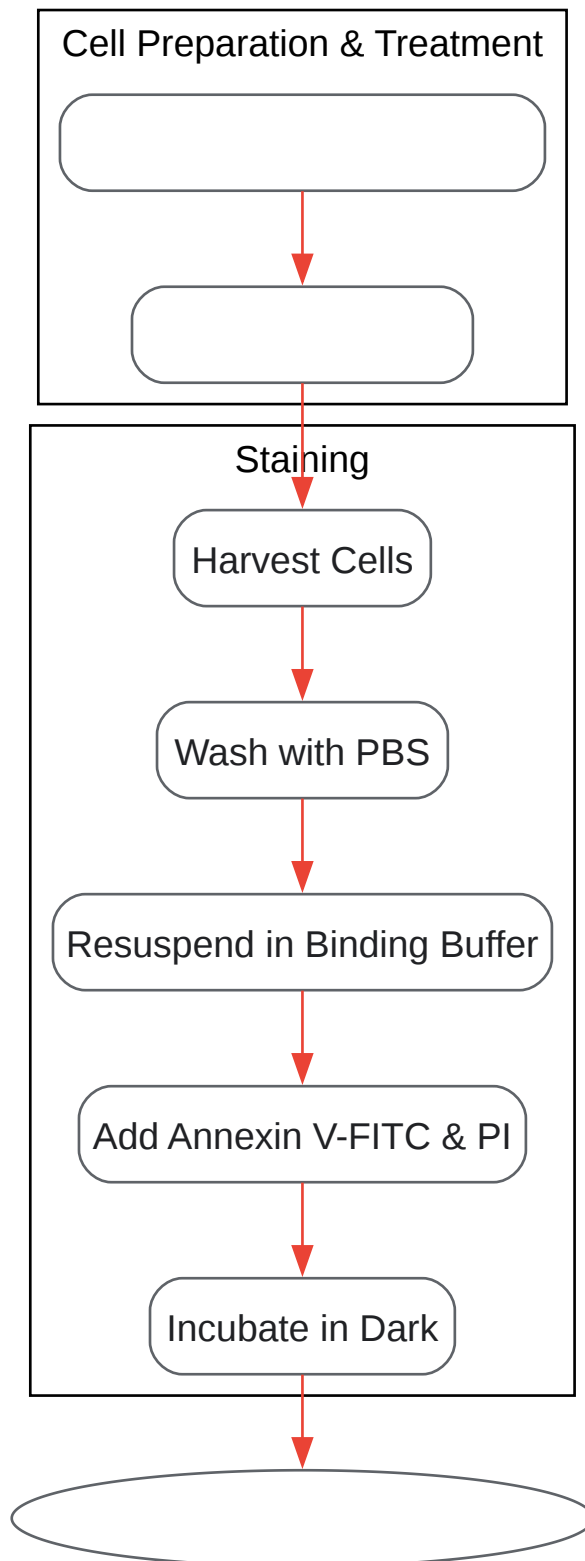 Cell Preparation & Treatment
Staining
Harvest Cells
Wash with PBS
Resuspend in Binding Buffer
Add Annexin V-FITC & PI
Incubate in Dark